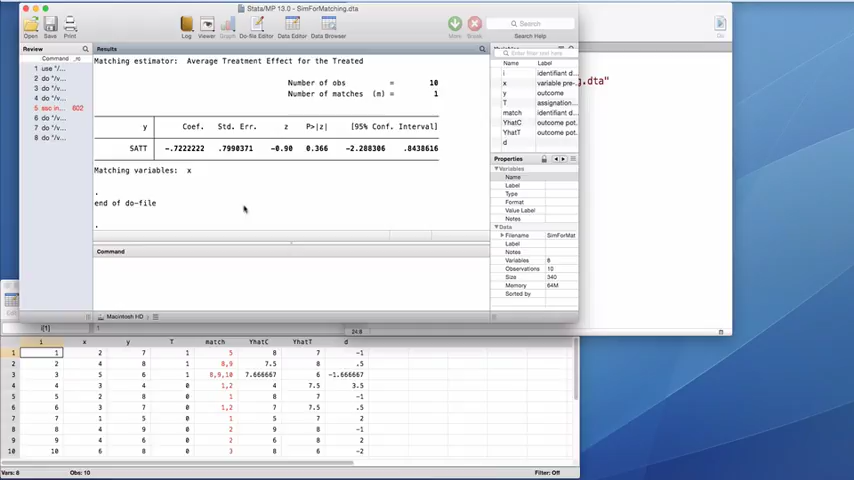 Stata/MP 13.0 - SimForMatching.dta
Open Save Print Log Viewer Graph Do-file Editor Data Editor Data Browser More Break Search
Search Help
Review Results
Command _rc
1 use "/...
2 do "/...
3 do "/...
4 do "/...
5 ssc in... 602
6 do "/...
7 do "/...
8 do "/...
Matching estimator: Average Treatment Effect for the Treated
Number of obs = 10
Number of matches (m) = 1
y Coef. Std. Err. z P>|z| [95% Conf. Interval]
SATT -.7222222 .7990371 -0.90 0.366 -2.288306 .8438616
Matching variables: x
.
end of do-file
.
Command
Macintosh HD
Variables
Enter filter text here
Name Label
i identifiant d...
x variable pre-...
y outcome
T assignation...
match identifiant d...
YhatC outcome pot...
YhatT outcome pot...
d
Properties
Variables
Name
Label
Type
Format
Value Label
Notes
Data
Filename SimForMat
Label
Notes
Variables 8
Observations 10
Size 340
Memory 64M
Sorted by
g.dta"
24:6
i[1] 1
i x y T match YhatC YhatT d
1 1 2 7 1 5 8 7 -1
2 2 4 8 1 8,9 7.5 8 .5
3 3 5 6 1 8,9,10 7.666667 6 -1.666667
4 4 3 4 0 1,2 4 7.5 3.5
5 5 2 8 0 1 8 7 -1
6 6 3 7 0 1,2 7 7.5 .5
7 7 1 5 0 1 5 7 2
8 8 4 9 0 2 9 8 -1
9 9 4 6 0 2 6 8 2
10 10 6 8 0 3 8 6 -2
Vars: 8 Obs: 10 Filter: Off